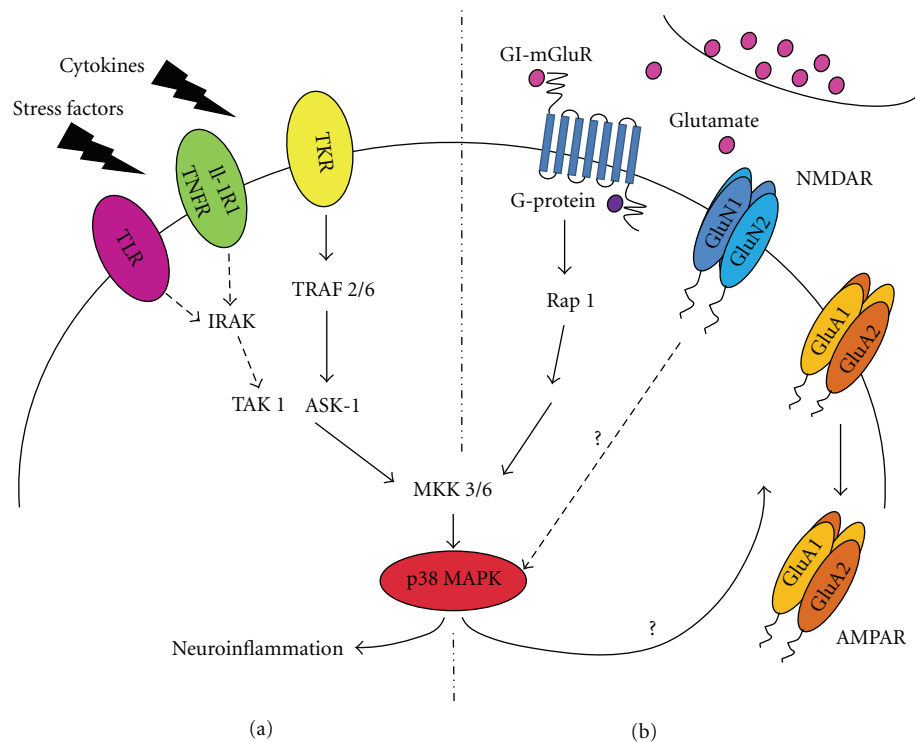 Cytokines
Stress factors
TLR
Il-1R1
TNFR
TKR
TRAF 2/6
IRAK
TAK 1
ASK-1
GI-mGluR
Glutamate
G-protein
NMDAR
GluN1
GluN2
Rap 1
GluA1
GluA2
?
MKK 3/6
p38 MAPK
GluA1
GluA2
AMPAR
?
Neuroinflammation
(a)
(b)